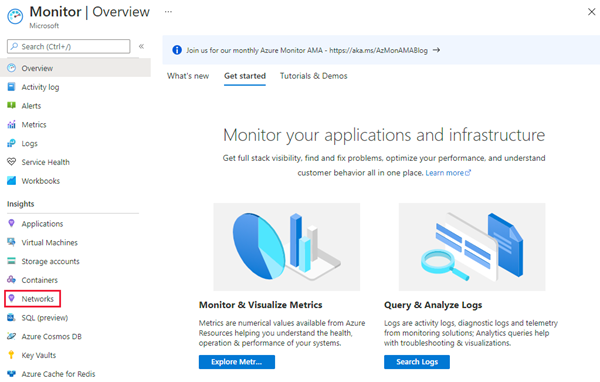 Monitor | Overview ...
Microsoft
Search (Ctrl+/)
«
Overview
Activity log
Alerts
Metrics
Logs
Service Health
Workbooks
Insights
Applications
Virtual Machines
Storage accounts
Containers
Networks
SQL (preview)
Azure Cosmos DB
Key Vaults
Azure Cache for Redis
Join us for our monthly Azure Monitor AMA - https://aka.ms/AzMonAMABlog →
What's new Get started Tutorials & Demos
Monitor your applications and infrastructure
Get full stack visibility, find and fix problems, optimize your performance, and understand
customer behavior all in one place. Learn more
Monitor & Visualize Metrics
Metrics are numerical values available from Azure
Resources helping you understand the health,
operation & performance of your systems.
Explore Metr...
Query & Analyze Logs
Logs are activity logs, diagnostic logs and telemetry
from monitoring solutions; Analytics queries help
with troubleshooting & visualizations.
Search Logs